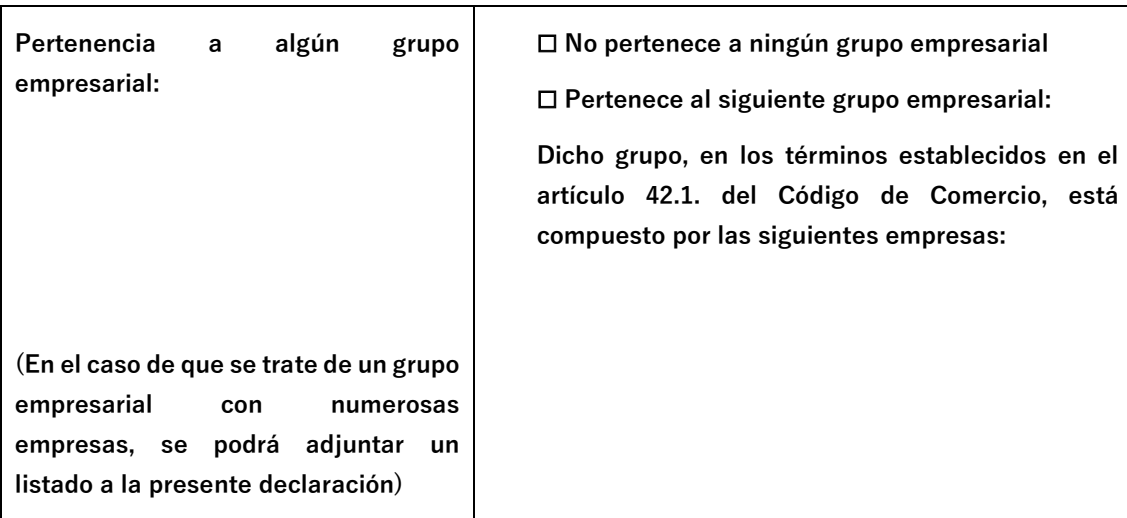 Pertenencia a algún grupo
empresarial:
(En el caso de que se trate de un grupo
empresarial con numerosas
empresas, se podrá adjuntar un
listado a la presente declaración)
☐ No pertenece a ningún grupo empresarial
☐ Pertenece al siguiente grupo empresarial:
Dicho grupo, en los términos establecidos en el
artículo 42.1. del Código de Comercio, está
compuesto por las siguientes empresas: